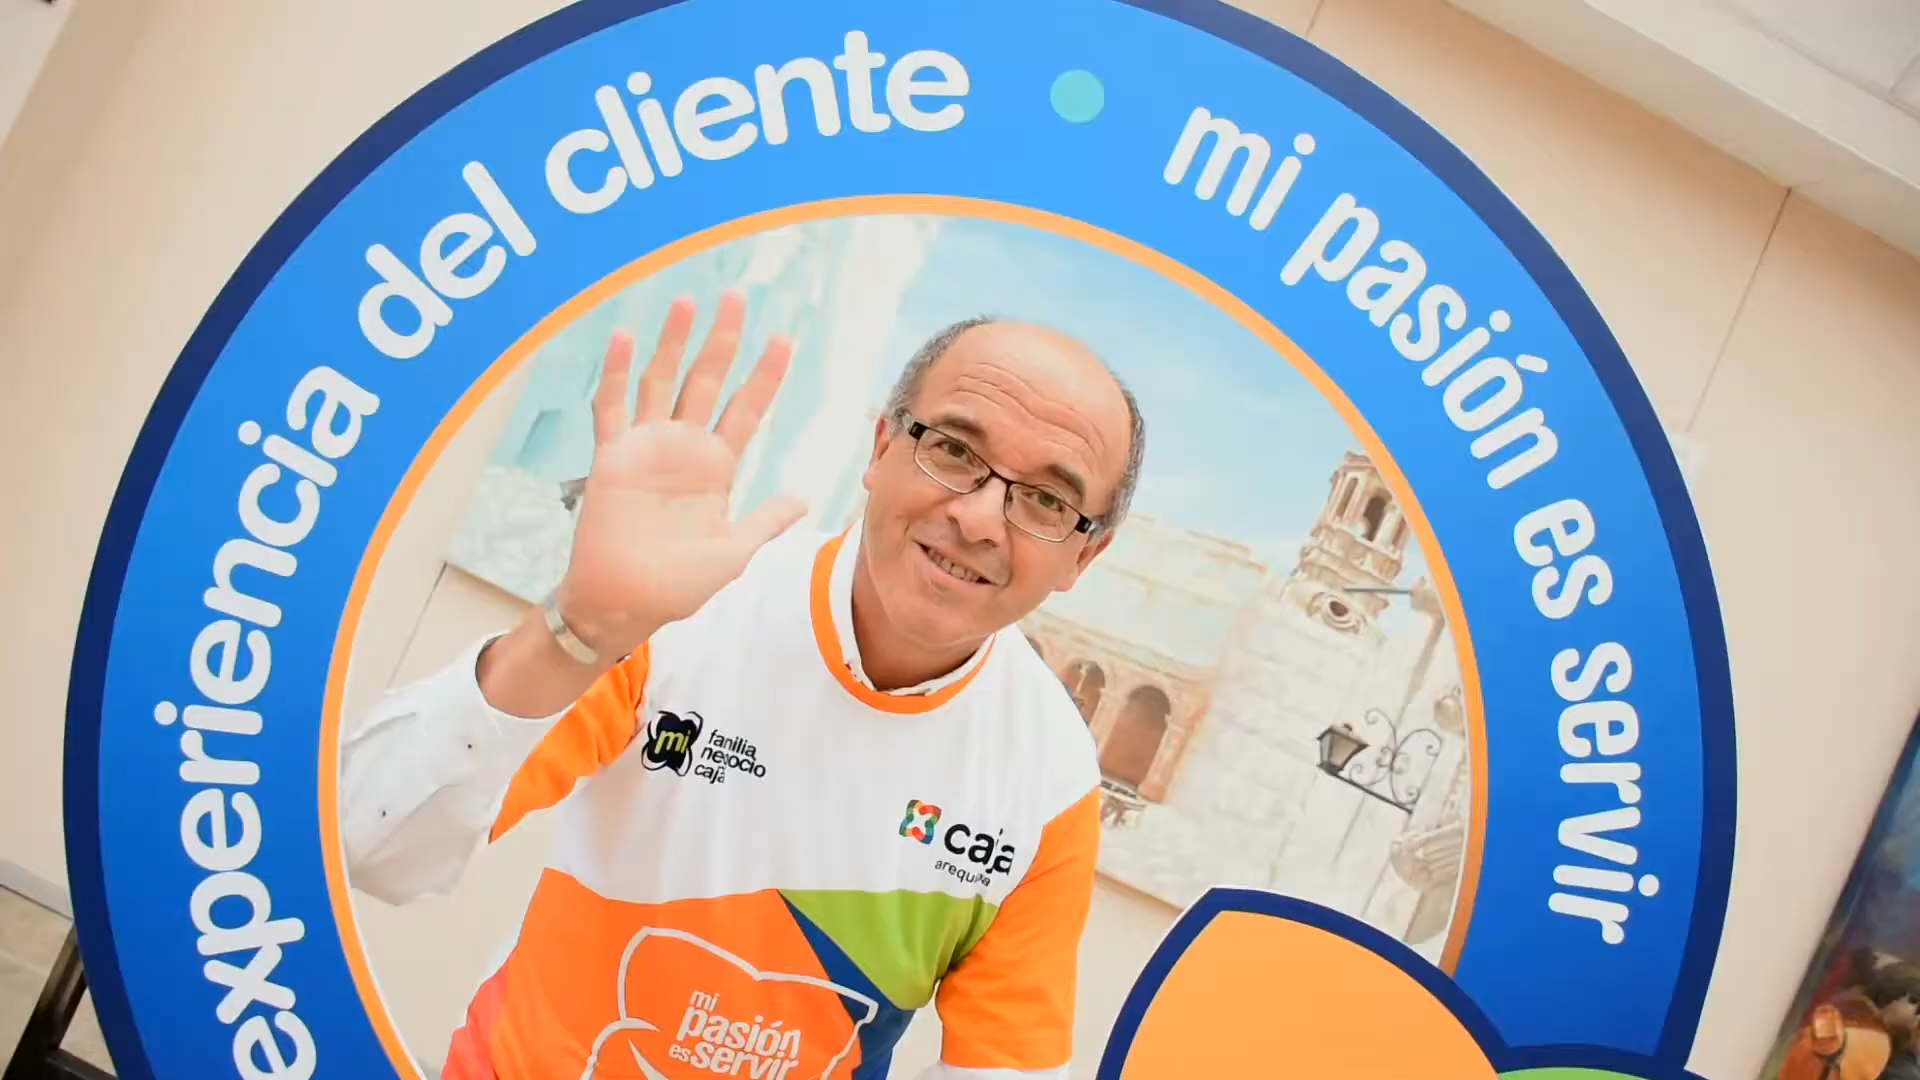 experiencia del cliente • mi pasión es servir
mi
familia
negocio
caja
caja
arequipa
mi
pasión
es servir